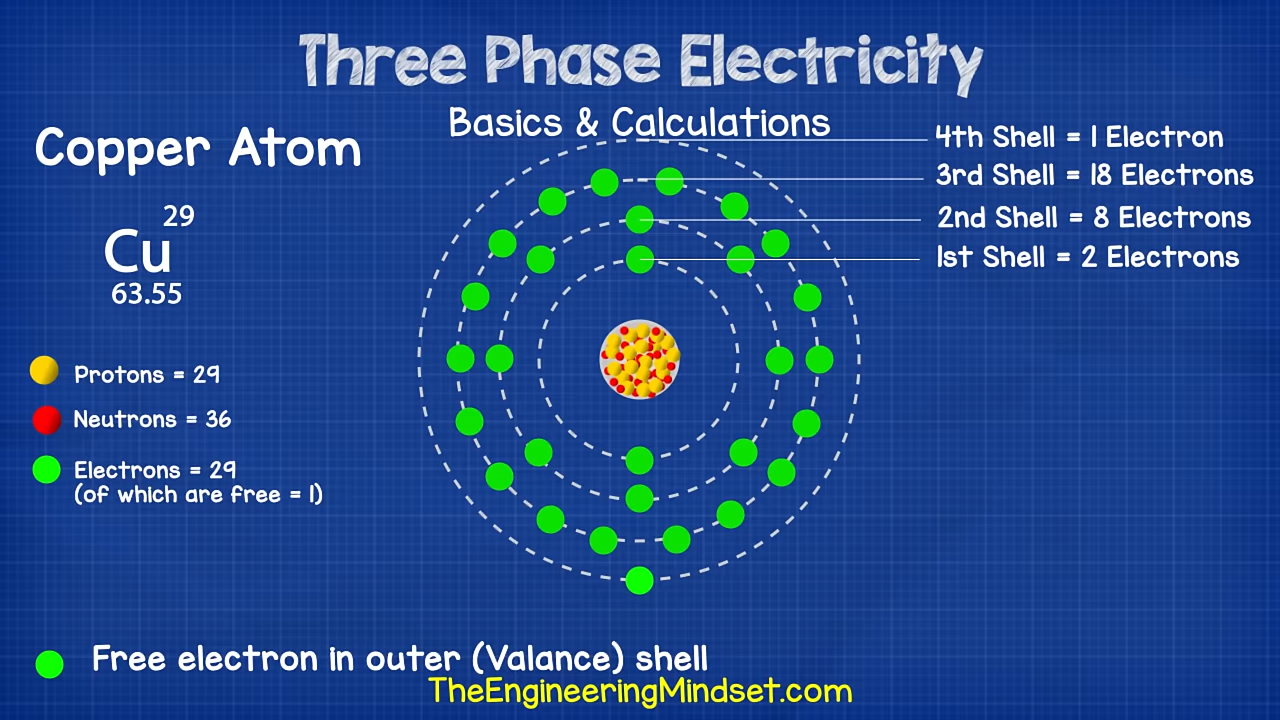 Three Phase Electricity
Basics & Calculations
Copper Atom
29
Cu
63.55
Protons = 29
Neutrons = 36
Electrons = 29
(of which are free = 1)
4th Shell = 1 Electron
3rd Shell = 18 Electrons
2nd Shell = 8 Electrons
1st Shell = 2 Electrons
Free electron in outer (Valance) shell
TheEngineeringMindset.com